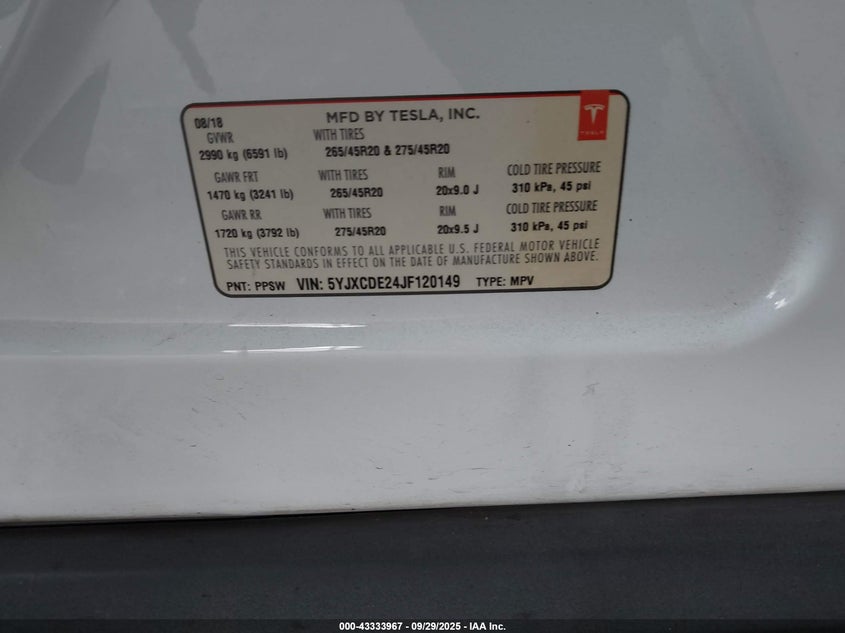 08/18 MFD BY TESLA, INC.
TESLA
GVWR WITH TIRES
2990 kg (6591 lb) 265/45R20 & 275/45R20
GAWR FRT WITH TIRES RIM COLD TIRE PRESSURE
1470 kg (3241 lb) 265/45R20 20x9.0 J 310 kPa, 45 psi
GAWR RR WITH TIRES RIM COLD TIRE PRESSURE
1720 kg (3792 lb) 275/45R20 20x9.5 J 310 kPa, 45 psi
THIS VEHICLE CONFORMS TO ALL APPLICABLE U.S. FEDERAL MOTOR VEHICLE
SAFETY STANDARDS IN EFFECT ON THE DATE OF MANUFACTURE SHOWN ABOVE.
PNT: PPSW VIN: 5YJXCDE24JF120149 TYPE: MPV
000-43333967 - 09/29/2025 - IAA Inc.